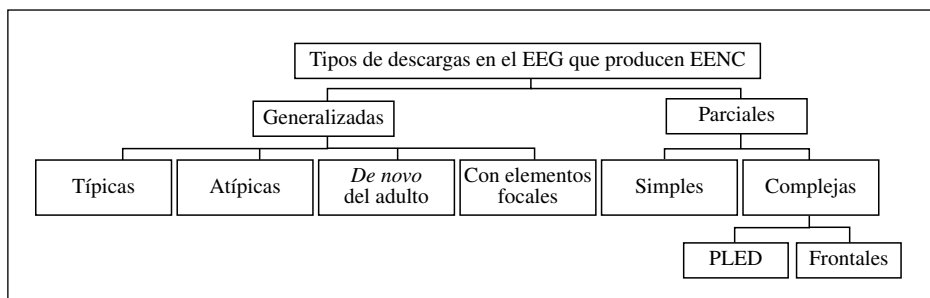 Tipos de descargas en el EEG que producen EENC
Generalizadas
Parciales
Típicas
Atípicas
De novo
del adulto
Con elementos
focales
Simples
Complejas
PLED
Frontales